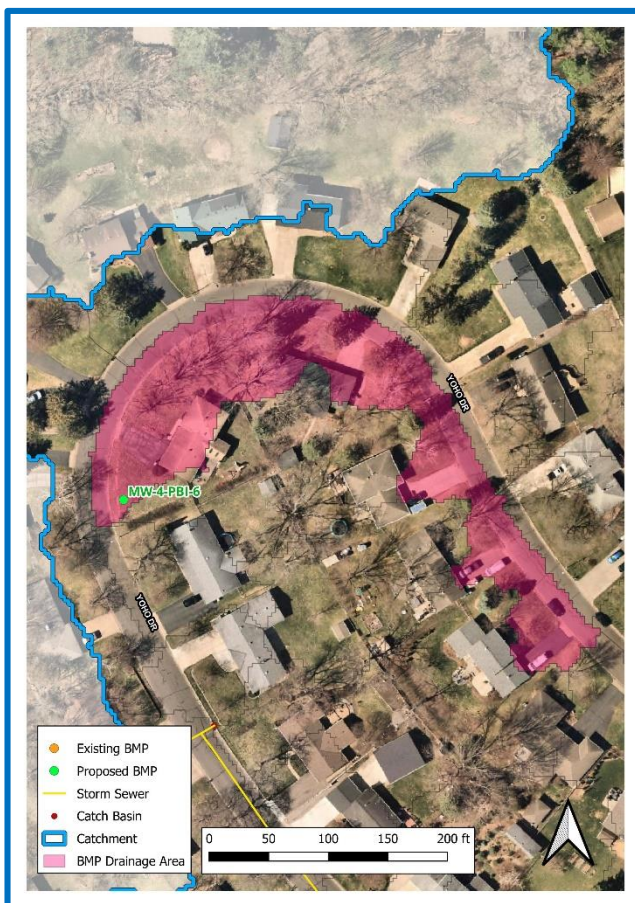 YOHO DR
MW-4-PBI-6
YOHO DR
Existing BMP
Proposed BMP
Storm Sewer
Catch Basin
Catchment
BMP Drainage Area
0 50 100 150 200 ft